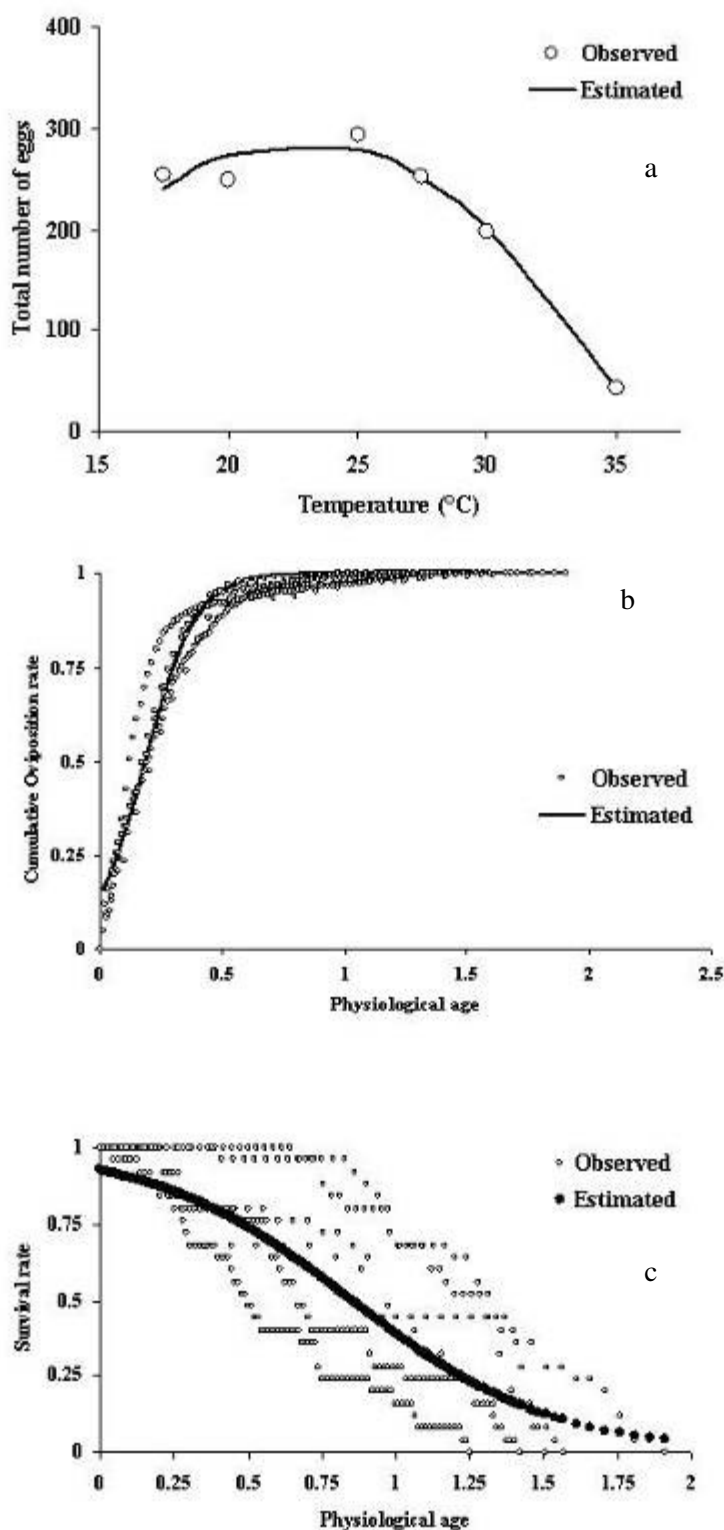 400
300
200
100
0
Total number of eggs
Observed
Estimated
a
15 20 25 30 35
Temperature (°C)
1
0.75
0.5
0.25
0
Cumulative Oviposition rate
b
Observed
Estimated
0 0.5 1 1.5 2 2.5
Physiological age
1
0.75
0.5
0.25
0
Survival rate
Observed
Estimated
c
0 0.25 0.5 0.75 1 1.25 1.5 1.75 2
Physiological age